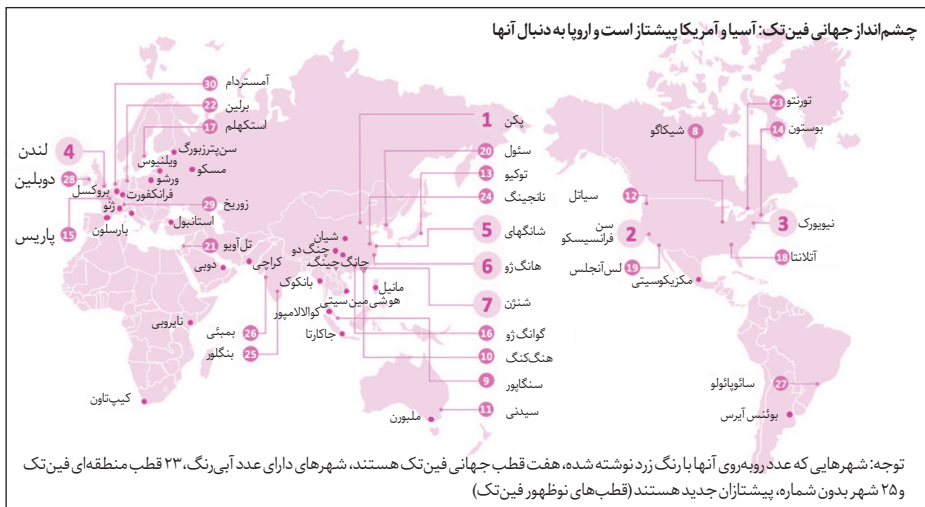 چشم‌انداز جهانی فین‌تک: آسیا و آمریکا پیشتاز است و اروپا به دنبال آنها
آمستردام 30
برلین 22
استکهلم 17
سن‌پترزبورگ
ویلنیوس
مسکو
ورشو
لندن 4
دوبلین 28
بروکسل
فرانکفورت
زوریخ 29
ژنو
پاریس 15
بارسلون
استانبول
تل‌آویو 21
دوبی
کراچی
نایروبی
بمبئی 26
بنگلور 25
کیپ‌تاون
پکن 1
سئول 20
توکیو 13
نانجینگ 24
شانگهای 5
هانگ‌ژو 6
شنژن 7
گوانگ‌ژو 16
هنگ‌کنگ 10
سنگاپور 9
سیدنی 11
شیان
چنگ‌دو
چانگ‌چینگ
بانکوک
مانیل
هوشی‌مین‌سیتی
کوالالامپور
جاکارتا
ملبورن
تورنتو 23
بوستون 14
شیکاگو 8
سیاتل 12
نیویورک 3
سن
فرانسیسکو 2
آتلانتا 18
لس‌آنجلس 19
مکزیکوسیتی
سائوپائولو 27
بوئنس آیرس
توجه: شهرهایی که عدد روبه‌روی آنها با رنگ زرد نوشته شده، هفت قطب جهانی فین‌تک هستند، شهرهای دارای عدد آبی‌رنگ، ۲۳ قطب منطقه‌ای فین‌تک
و ۲۵ شهر بدون شماره، پیشتازان جدید هستند (قطب‌های نوظهور فین‌تک)